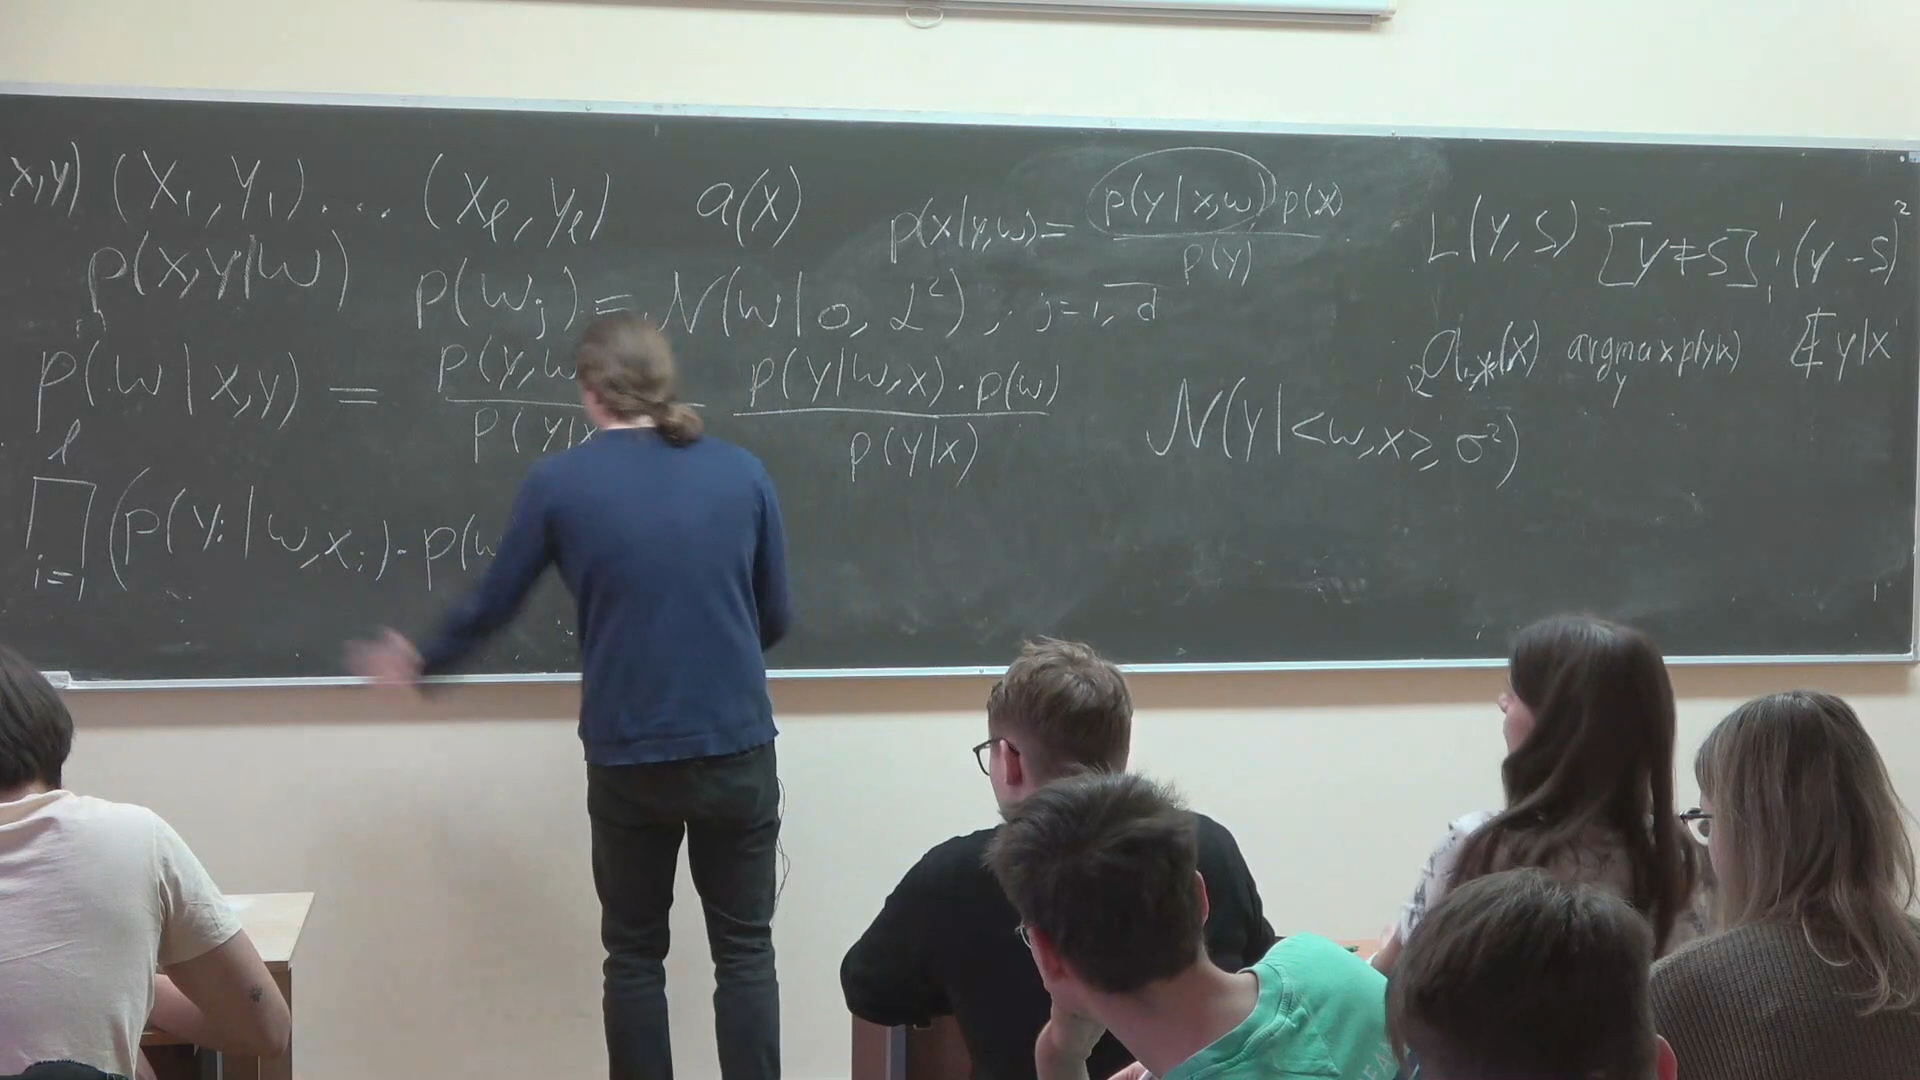 x,y) (X₁, Y₁) .... (X_ℓ, Y_ℓ) a(x)
p(x,y|w)
p(w_j) = N(w|0, α²), j=1,d̅
p(w|x,y) = p(y,w / p(y|x p(y|w,x)·p(w) / p(y|x)
∏_{i=1}^{ℓ} (p(y_i|w,x_i)· p(w
p(x|y,w) = p(y|x,w) p(x) / p(y)
N(y|<w,x>, σ²)
L(y,s) [y≠s] ; (y-s)²
a_*(x) argmax_y p(y|x) 𝔼 y|x